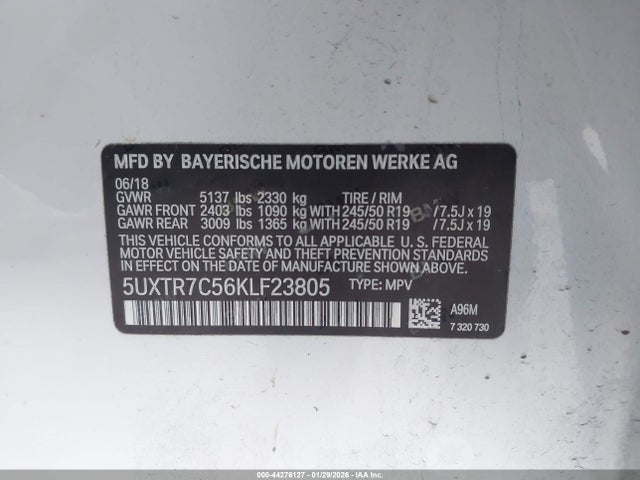 MFD BY BAYERISCHE MOTOREN WERKE AG
06/18
GVWR 5137 lbs 2330 kg TIRE / RIM
GAWR FRONT 2403 lbs 1090 kg WITH 245/50 R19 /7.5J x 19
GAWR REAR 3009 lbs 1365 kg WITH 245/50 R19 /7.5J x 19
THIS VEHICLE CONFORMS TO ALL APPLICABLE U. S. FEDERAL
MOTOR VEHICLE SAFETY AND THEFT PREVENTION
STANDARDS IN EFFECT ON THE DATE OF MANUFACTURE SHOWN ABOVE.
5UXTR7C56KLF23805 TYPE: MPV
A96M
7 320 730
000-44276127 - 01/29/2026 - IAAI.COM